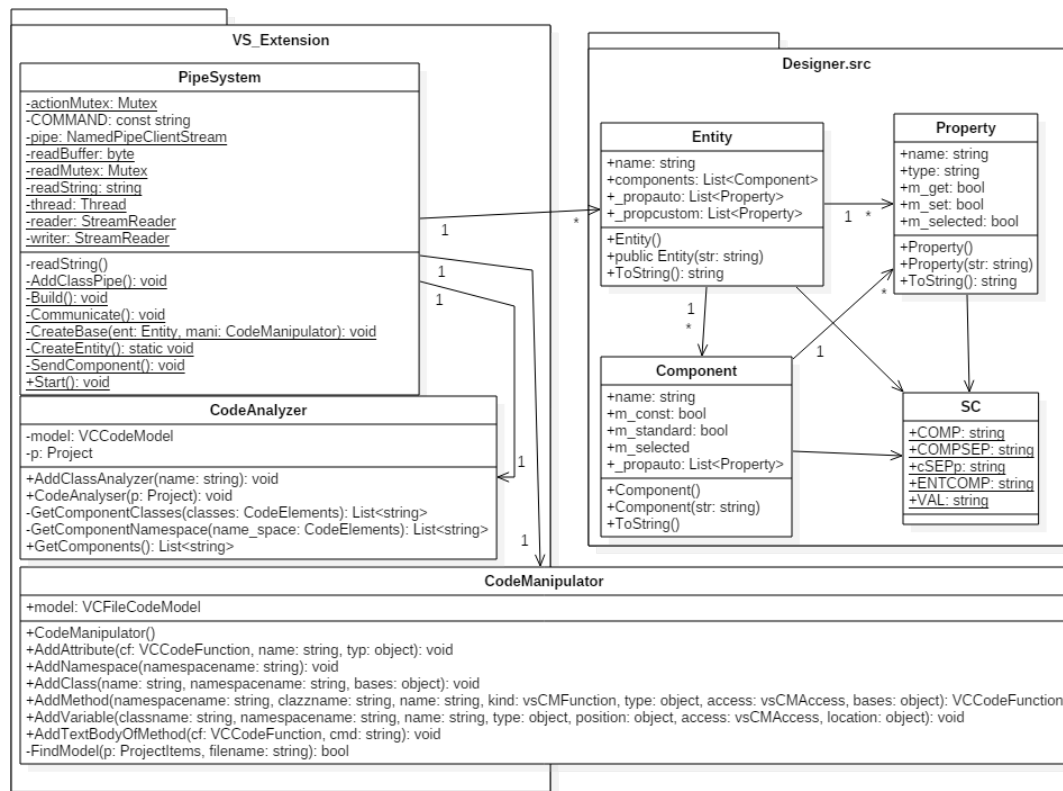 VS_Extension
PipeSystem
-actionMutex: Mutex
-COMMAND: const string
-pipe: NamedPipeClientStream
-readBuffer: byte
-readMutex: Mutex
-readString: string
-thread: Thread
-reader: StreamReader
-writer: StreamReader
-readString()
-AddClassPipe(): void
-Build(): void
-Communicate(): void
-CreateBase(ent: Entity, mani: CodeManipulator): void
-CreateEntity(): static void
-SendComponent(): void
+Start(): void
CodeAnalyzer
-model: VCCodeModel
-p: Project
+AddClassAnalyzer(name: string): void
+CodeAnalyser(p: Project): void
-GetComponentClasses(classes: CodeElements): List<string>
-GetComponentNamespace(name_space: CodeElements): List<string>
+GetComponents(): List<string>
1
*
1
1
1
1
Designer.src
Entity
+name: string
+components: List<Component>
+_propauto: List<Property>
+_propcustom: List<Property>
+Entity()
+public Entity(str: string)
+ToString(): string
1
*
Property
+name: string
+type: string
+m_get: bool
+m_set: bool
+m_selected: bool
+Property()
+Property(str: string)
+ToString(): string
1
*
1
*
Component
+name: string
+m_const: bool
+m_standard: bool
+m_selected
+_propauto: List<Property>
+Component()
+Component(str: string)
+ToString()
SC
+COMP: string
+COMPSEP: string
+cSEPp: string
+ENTCOMP: string
+VAL: string
CodeManipulator
+model: VCFileCodeModel
+CodeManipulator()
+AddAttribute(cf: VCCodeFunction, name: string, typ: object): void
+AddNamespace(namespacename: string): void
+AddClass(name: string, namespacename: string, bases: object): void
+AddMethod(namespacename: string, clazzname: string, name: string, kind: vsCMFunction, type: object, access: vsCMAccess, bases: object): VCCodeFunction
+AddVariable(classname: string, namespacename: string, name: string, type: object, position: object, access: vsCMAccess, location: object): void
+AddTextBodyOfMethod(cf: VCCodeFunction, cmd: string): void
-FindModel(p: ProjectItems, filename: string): bool